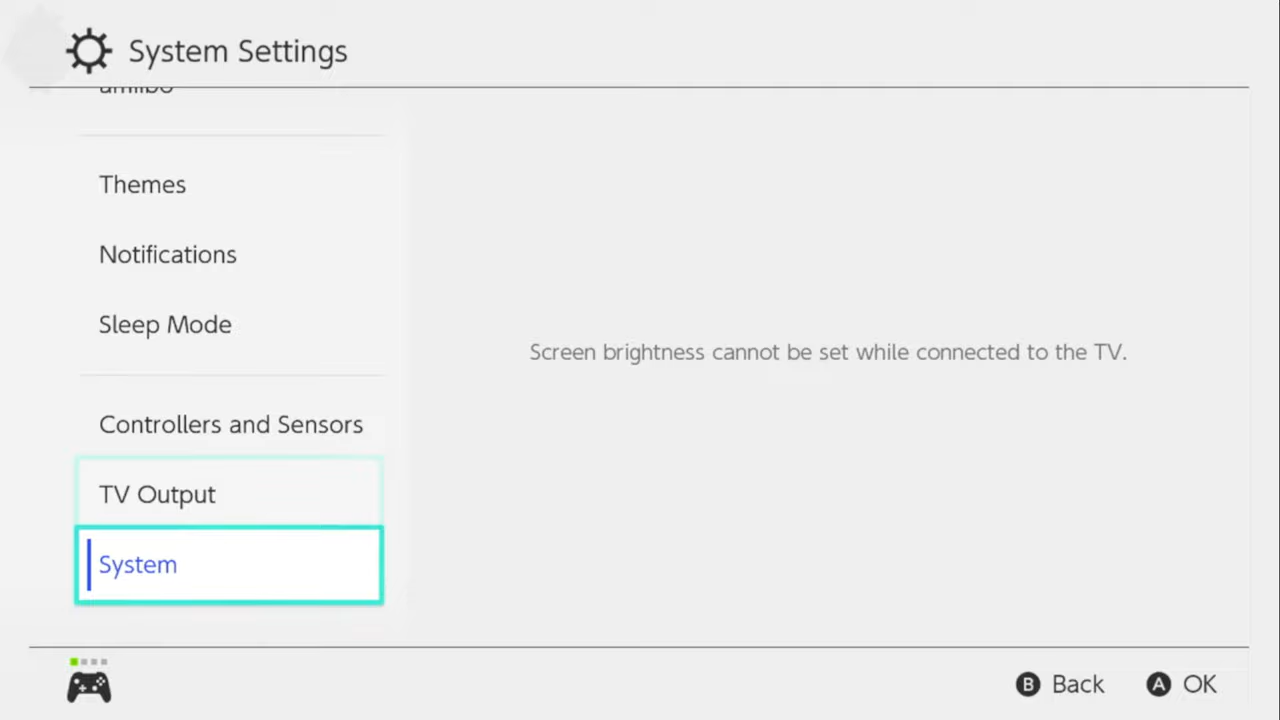 System Settings
amiibo
Themes
Notifications
Sleep Mode
Controllers and Sensors
TV Output
System
Screen brightness cannot be set while connected to the TV.
B Back A OK